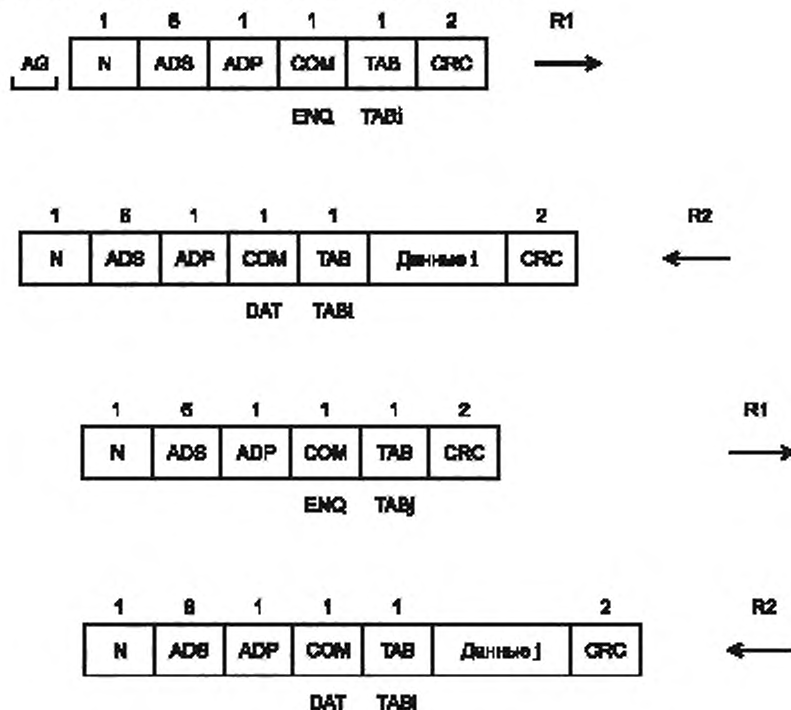 1 6 1 1 1 2 R1
AG N ADS ADP COM TAB CRC
ENQ TABi
1 6 1 1 1 2 R2
N ADS ADP COM TAB Данные i CRC
DAT TABi
1 6 1 1 1 2 R1
N ADS ADP COM TAB CRC
ENQ TABj
1 6 1 1 1 2 R2
N ADS ADP COM TAB Данные j CRC
DAT TABj